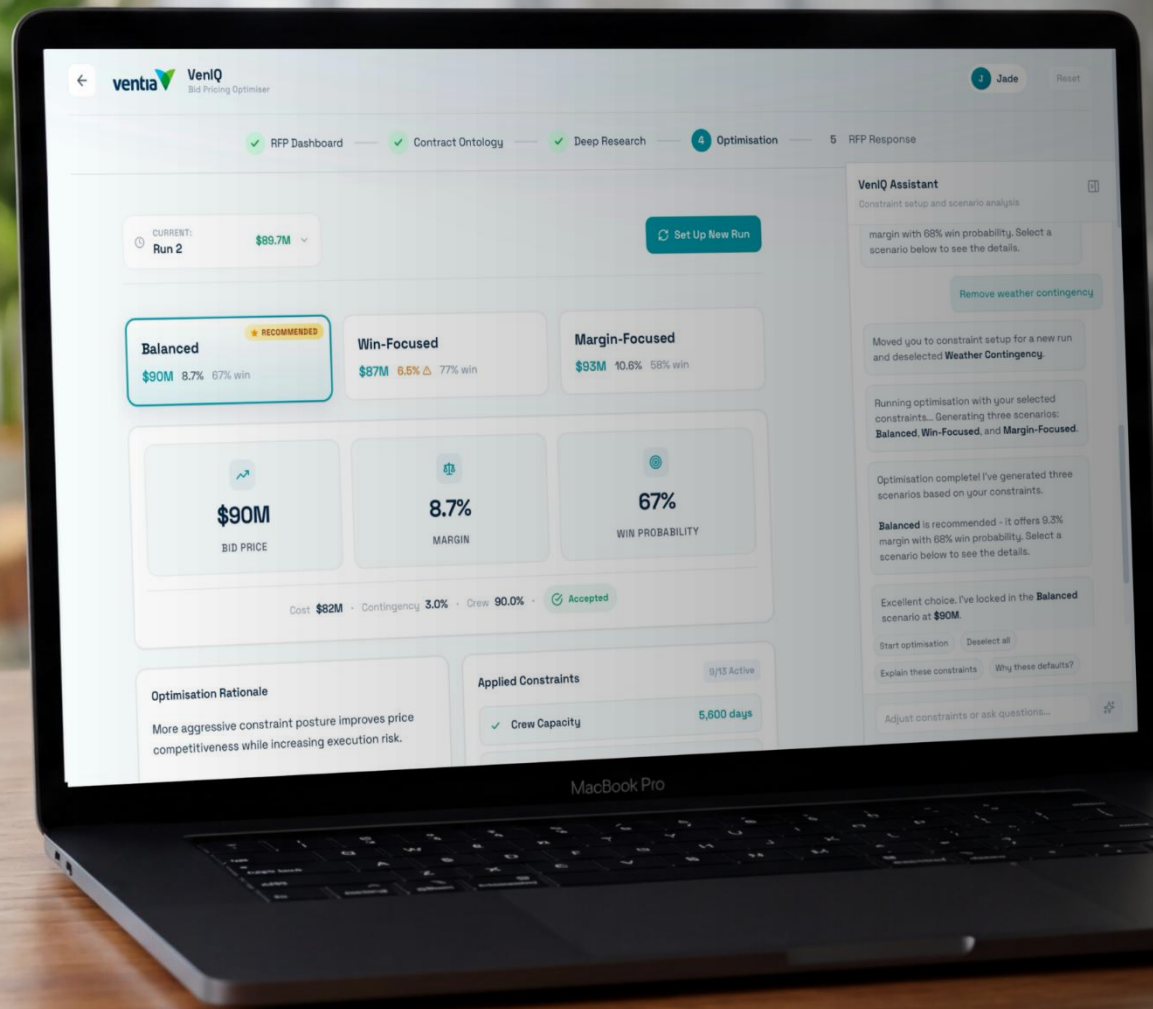 ventia
VenIQ
Bid Pricing Optimiser
J Jade
Reset
RFP Dashboard
Contract Ontology
Deep Research
4 Optimisation
5 RFP Response
CURRENT:
Run 2
$89.7M
Set Up New Run
RECOMMENDED
Balanced
$90M 8.7% 67% win
Win-Focused
$87M 6.5% 77% win
Margin-Focused
$93M 10.6% 58% win
$90M
BID PRICE
8.7%
MARGIN
67%
WIN PROBABILITY
Cost $82M · Contingency 3.0% · Crew 90.0% · Accepted
Optimisation Rationale
More aggressive constraint posture improves price
competitiveness while increasing execution risk.
Applied Constraints
9/13 Active
Crew Capacity
5,600 days
VenIQ Assistant
Constraint setup and scenario analysis
margin with 68% win probability. Select a
scenario below to see the details.
Remove weather contingency
Moved you to constraint setup for a new run
and deselected Weather Contingency.
Running optimisation with your selected
constraints... Generating three scenarios:
Balanced, Win-Focused, and Margin-Focused.
Optimisation complete! I've generated three
scenarios based on your constraints.
Balanced is recommended - it offers 9.3%
margin with 68% win probability. Select a
scenario below to see the details.
Excellent choice. I've locked in the Balanced
scenario at $90M.
Start optimisation
Deselect all
Explain these constraints
Why these defaults?
Adjust constraints or ask questions...
MacBook Pro